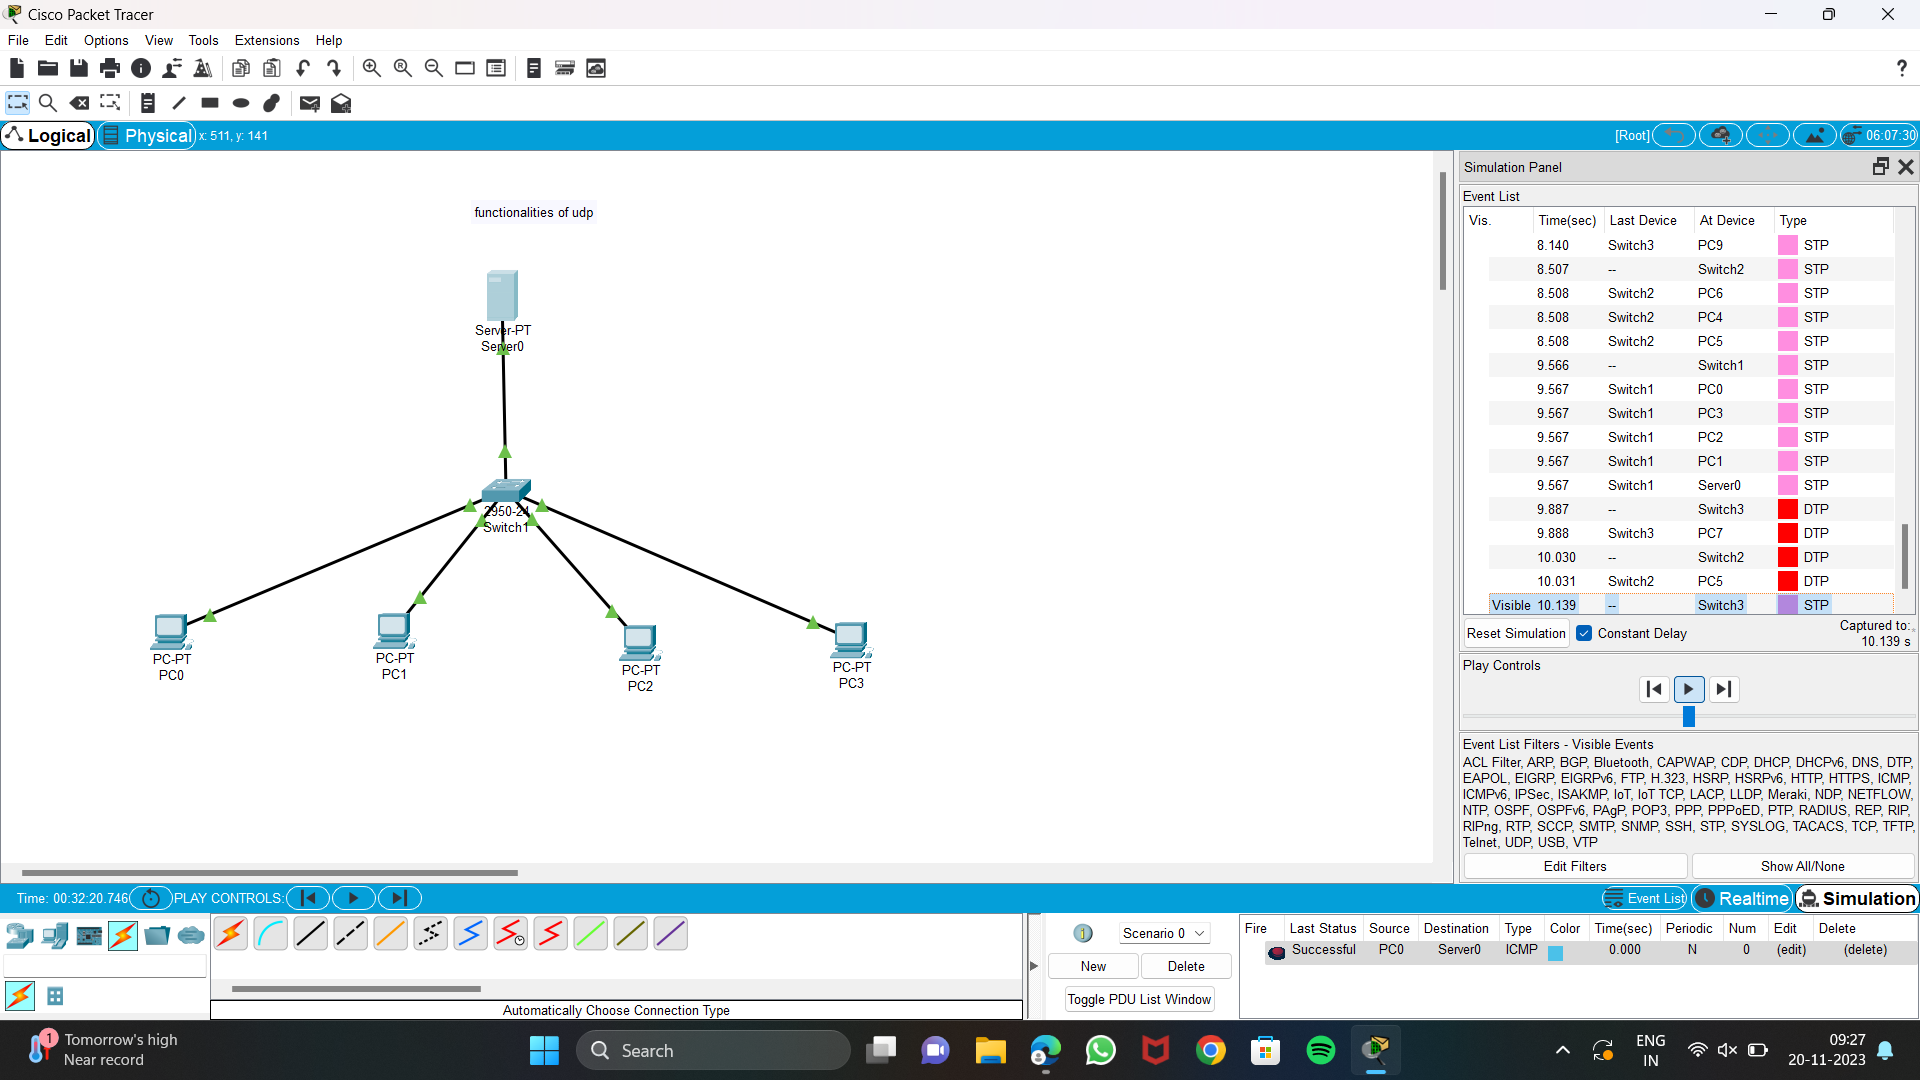 Cisco Packet Tracer
File Edit Options View Tools Extensions Help
?
Logical Physical x: 511, y: 141
[Root] 06:07:30
functionalities of udp
Server-PT
Server0
2950-24
Switch1
PC-PT
PC0
PC-PT
PC1
PC-PT
PC2
PC-PT
PC3
Simulation Panel
Event List
Vis. Time(sec) Last Device At Device Type
8.140 Switch3 PC9 STP
8.507 -- Switch2 STP
8.508 Switch2 PC6 STP
8.508 Switch2 PC4 STP
8.508 Switch2 PC5 STP
9.566 -- Switch1 STP
9.567 Switch1 PC0 STP
9.567 Switch1 PC3 STP
9.567 Switch1 PC2 STP
9.567 Switch1 PC1 STP
9.567 Switch1 Server0 STP
9.887 -- Switch3 DTP
9.888 Switch3 PC7 DTP
10.030 -- Switch2 DTP
10.031 Switch2 PC5 DTP
Visible 10.139 -- Switch3 STP
Reset Simulation Constant Delay Captured to:
10.139 s
Play Controls
Event List Filters - Visible Events
ACL Filter, ARP, BGP, Bluetooth, CAPWAP, CDP, DHCP, DHCPv6, DNS, DTP,
EAPOL, EIGRP, EIGRPv6, FTP, H.323, HSRP, HSRPv6, HTTP, HTTPS, ICMP,
ICMPv6, IPSec, ISAKMP, IoT, IoT TCP, LACP, LLDP, Meraki, NDP, NETFLOW,
NTP, OSPF, OSPFv6, PAgP, POP3, PPP, PPPoED, PTP, RADIUS, REP, RIP,
RIPng, RTP, SCCP, SMTP, SNMP, SSH, STP, SYSLOG, TACACS, TCP, TFTP,
Telnet, UDP, USB, VTP
Edit Filters Show All/None
Time: 00:32:20.746 PLAY CONTROLS: Event List Realtime Simulation
Automatically Choose Connection Type
1 Scenario 0
New Delete
Toggle PDU List Window
Fire Last Status Source Destination Type Color Time(sec) Periodic Num Edit Delete
Successful PC0 Server0 ICMP 0.000 N 0 (edit) (delete)
1 Tomorrow's high
Near record
Search
ENG
IN
09:27
20-11-2023